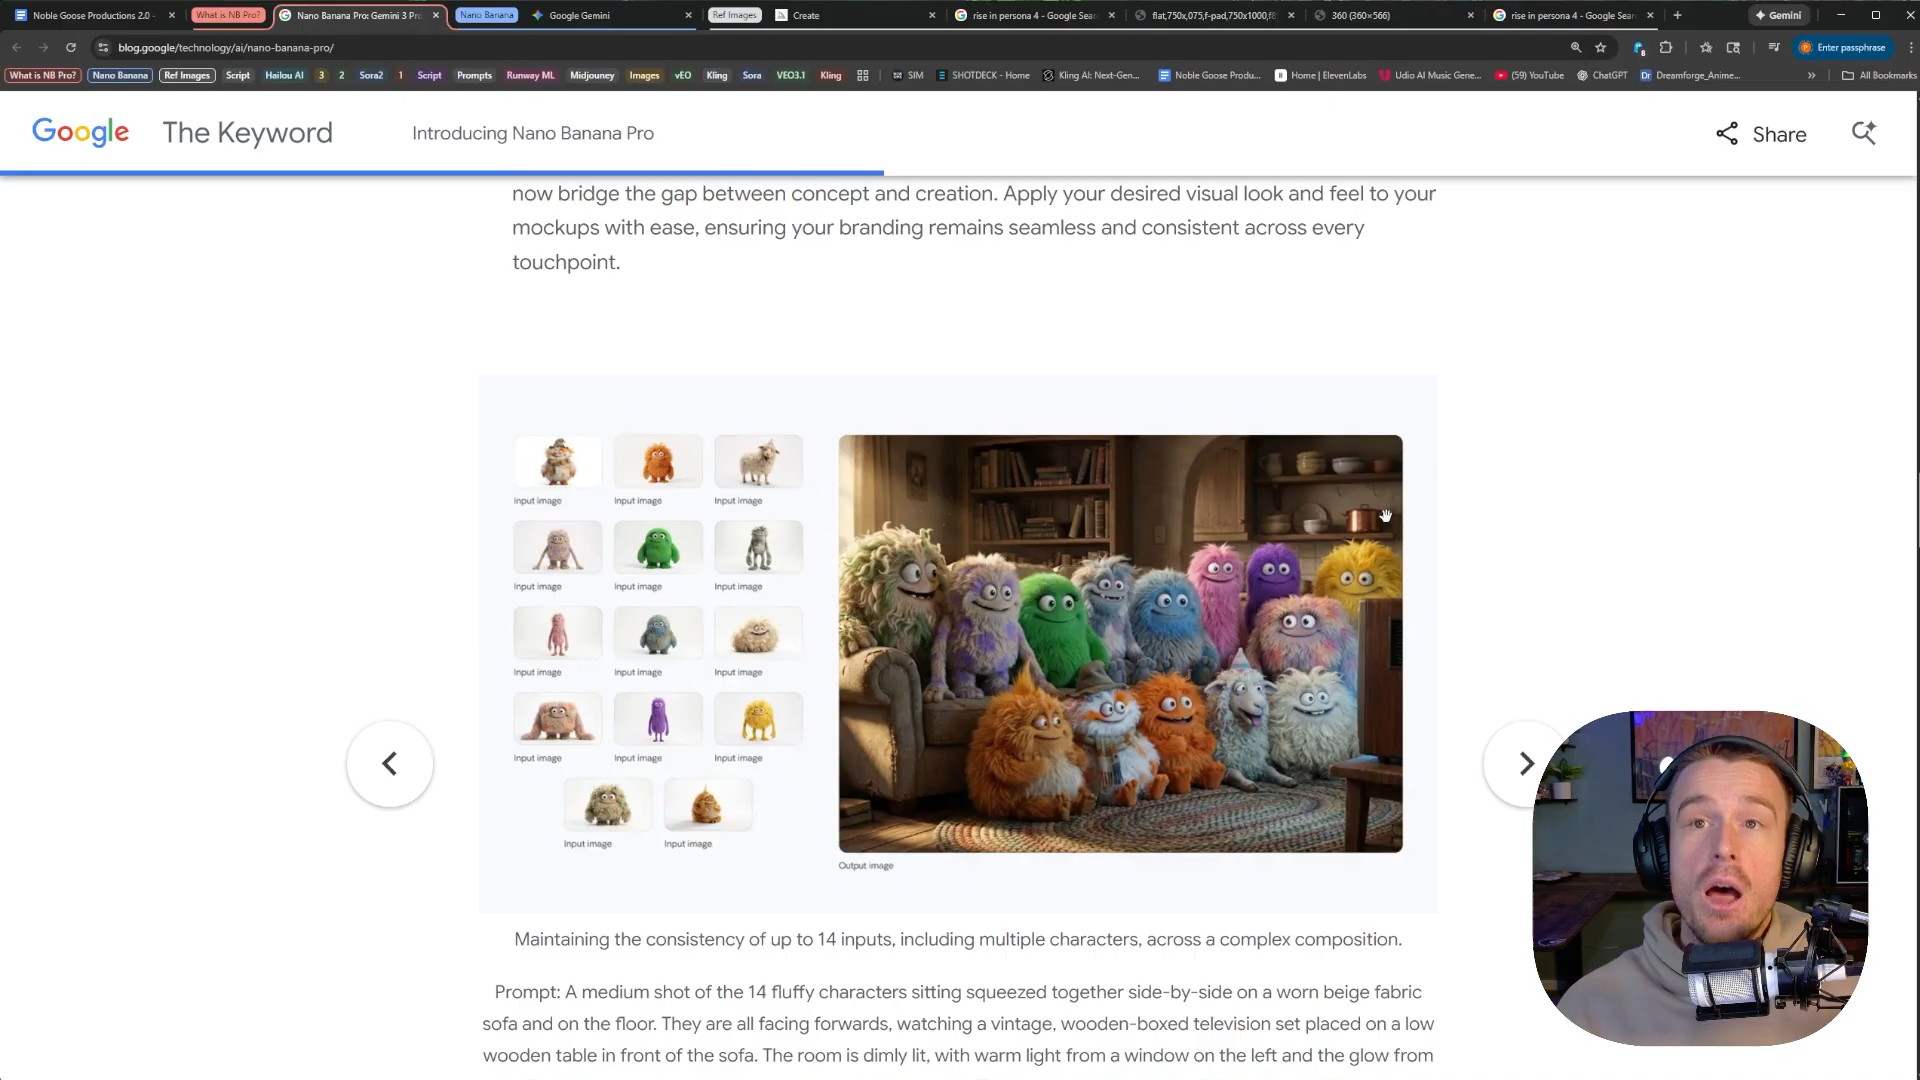 Noble Goose Productions 2.0 -
What is NB Pro?
Nano Banana Pro: Gemini 3 Pro
Nano Banana
Google Gemini
Ref Images
Create
rise in persona 4 - Google Sear
flat,750x,075,f-pad,750x1000,f8
360 (360×566)
rise in persona 4 - Google Sear
Gemini
blog.google/technology/ai/nano-banana-pro/
Enter passphrase
What is NB Pro?
Nano Banana
Ref Images
Script
Hailou AI
3
2
Sora2
1
Script
Prompts
Runway ML
Midjouney
Images
vEO
Kling
Sora
VEO3.1
Kling
SIM
SHOTDECK - Home
Kling AI: Next-Gen...
Noble Goose Produ...
Home | ElevenLabs
Udio AI Music Gene...
(59) YouTube
ChatGPT
Dreamforge_Anime...
All Bookmarks
Google The Keyword
Introducing Nano Banana Pro
Share
now bridge the gap between concept and creation. Apply your desired visual look and feel to your
mockups with ease, ensuring your branding remains seamless and consistent across every
touchpoint.
Input image Input image Input image
Input image Input image Input image
Input image Input image Input image
Input image Input image Input image
Input image Input image
Output image
Maintaining the consistency of up to 14 inputs, including multiple characters, across a complex composition.
Prompt: A medium shot of the 14 fluffy characters sitting squeezed together side-by-side on a worn beige fabric
sofa and on the floor. They are all facing forwards, watching a vintage, wooden-boxed television set placed on a low
wooden table in front of the sofa. The room is dimly lit, with warm light from a window on the left and the glow from